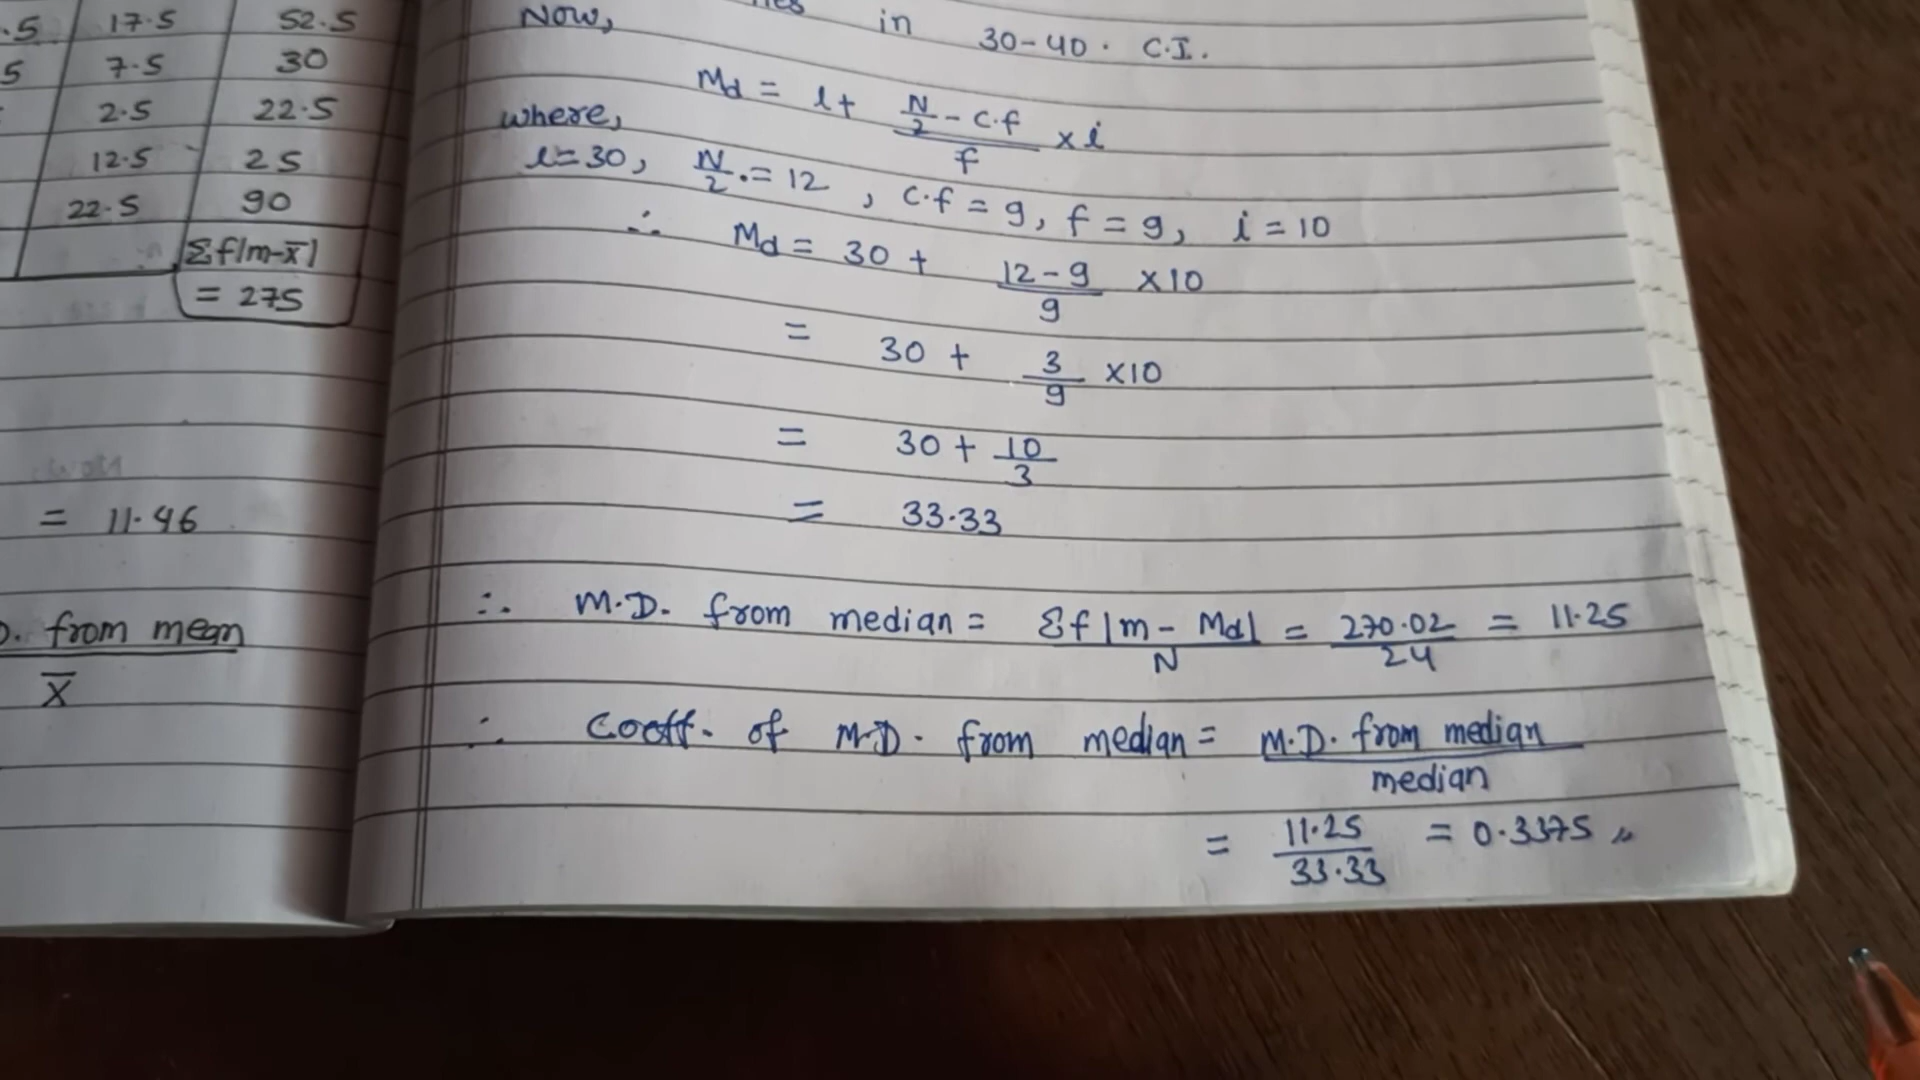 .5 17.5 52.5
5 7.5 30
2.5 22.5
12.5 25
22.5 90
Σf|m-x̄|
= 275
= 11.46
D. from mean
X̄
Now,
in 30-40. C.I.
Md = l + N/2 - c.f / f × i
where,
l = 30, N/2 = 12, c.f = 9, f = 9, i = 10
∴ Md = 30 + 12-9 / 9 ×10
= 30 + 3/9 ×10
= 30 + 10/3
= 33.33
∴ M.D. from median = Σf|m - Md| / N = 270.02 / 24 = 11.25
∴ Coeff. of M.D. from median = M.D. from median / median
= 11.25 / 33.33 = 0.3375 〃